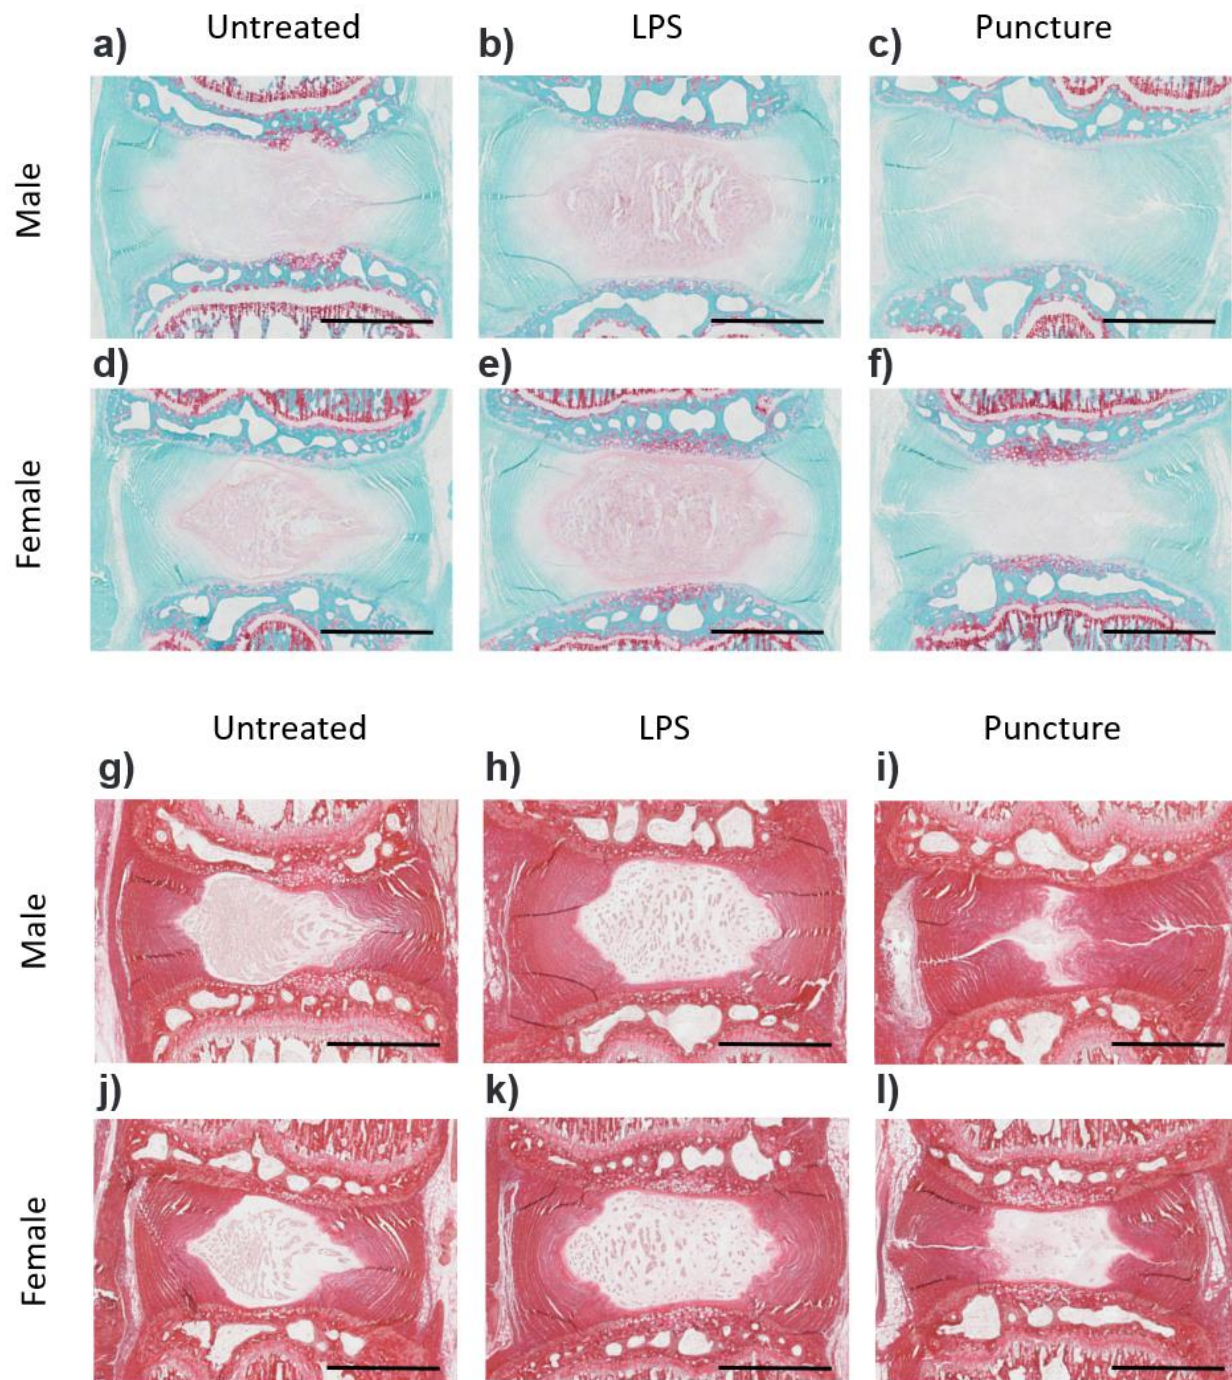 Untreated LPS Puncture
a) b) c)
Male
d) e) f)
Female
Untreated LPS Puncture
g) h) i)
Male
j) k) l)
Female